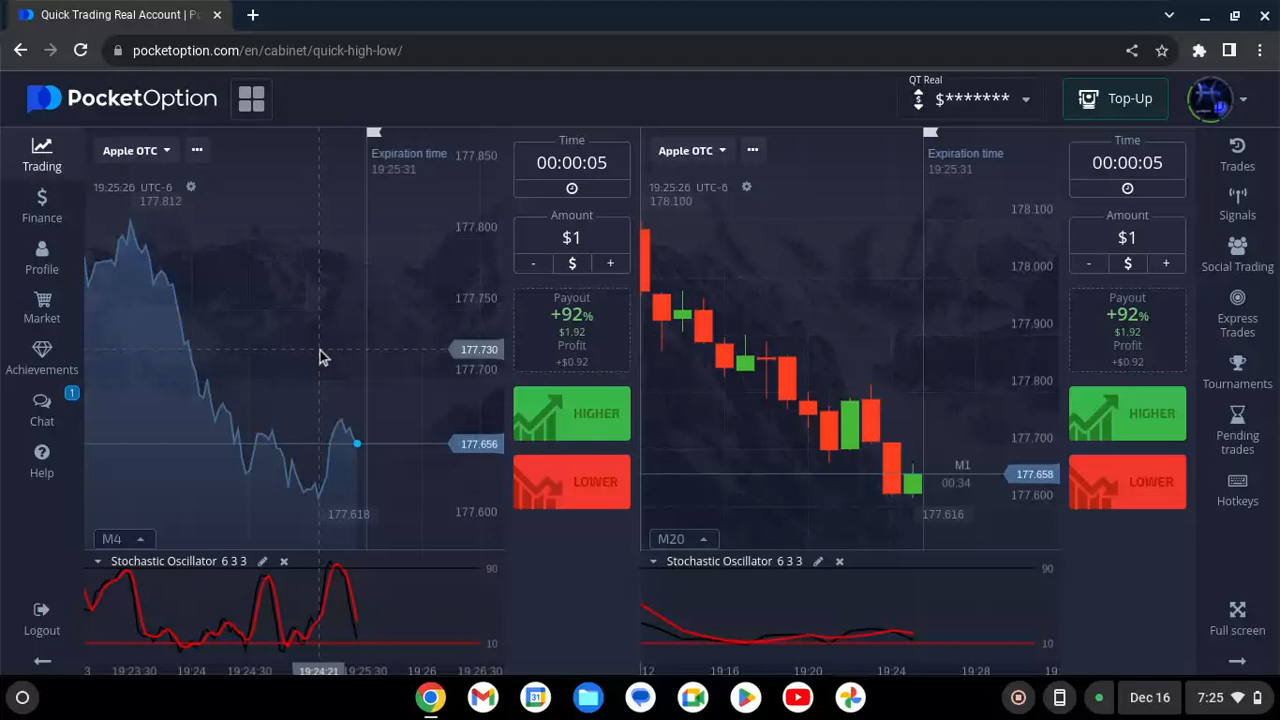 Quick Trading Real Account | Po
pocketoption.com/en/cabinet/quick-high-low/
PocketOption
QT Real
$*******
Top-Up
Trading
Finance
Profile
Market
Achievements
1
Chat
Help
Logout
Apple OTC
19:25:26 UTC-6
177.812
Expiration time
19:25:31
177.850
177.800
177.750
177.730
177.700
177.656
177.600
177.618
M4
Stochastic Oscillator 6 3 3
90
10
3 19:23:30 19:24 19:24:30 19:24:21 19:25:30 19:26 19:26:30
Time
00:00:05
Amount
$1
- $ +
Payout
+92%
$1.92
Profit
+$0.92
HIGHER
LOWER
Apple OTC
19:25:26 UTC-6
178.100
Expiration time
19:25:31
178.100
178.000
177.900
177.800
177.700
M1
00:34
177.658
177.600
177.616
M20
Stochastic Oscillator 6 3 3
90
10
12 19:16 19:20 19:24 19:28 19:
Time
00:00:05
Amount
$1
- $ +
Payout
+92%
$1.92
Profit
+$0.92
HIGHER
LOWER
Trades
Signals
Social Trading
Express
Trades
Tournaments
Pending
trades
Hotkeys
Full screen
31
Dec 16
7:25